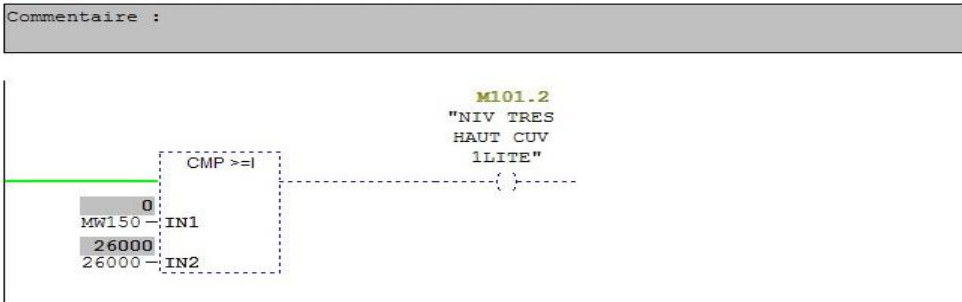 Commentaire :
M101.2
"NIV TRES
HAUT CUV
1LITE"
CMP >=I
0
MW150 IN1
26000
26000 IN2